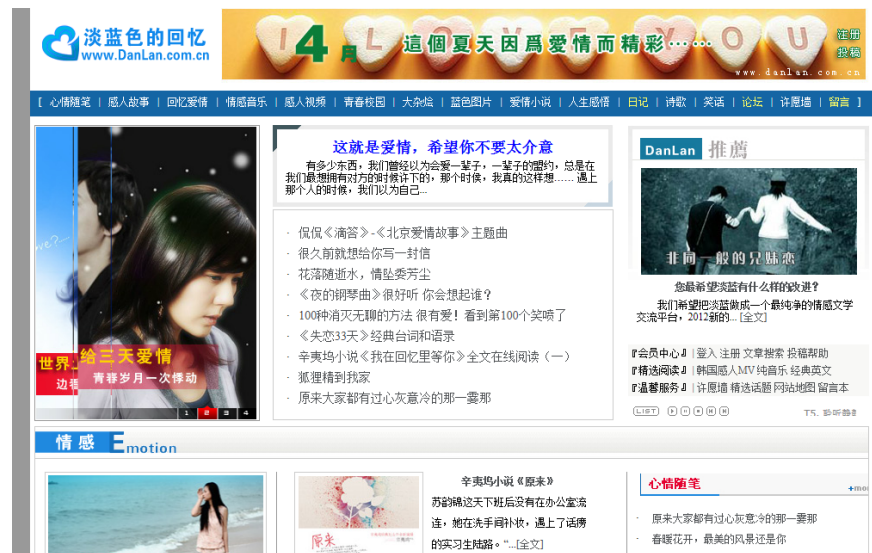 淡蓝色的回忆
www.DanLan.com.cn
I 4月 L O V E Y O U
這個夏天因爲愛情而精彩······
注册
投稿
www.danlan.com.cn
[ 心情随笔 | 感人故事 | 回忆爱情 | 情感音乐 | 感人视频 | 青春校园 | 大杂烩 | 蓝色图片 | 爱情小说 | 人生感悟 | 日记 | 诗歌 | 笑话 | 论坛 | 许愿墙 | 留言 ]
世界
边
给三天爱情
青春岁月一次悸动
1 2 3 4
这就是爱情，希望你不要太介意
有多少东西，我们曾经以为会爱一辈子，一辈子的盟约，总是在
我们最想拥有对方的时候许下的，那个时候，我真的这样想…… 遇上
那个人的时候，我们以为自己...
· 侃侃《滴答》-《北京爱情故事》主题曲
· 很久前就想给你写一封信
· 花落随逝水，情坠委芳尘
· 《夜的钢琴曲》很好听 你会想起谁？
· 100种消灭无聊的方法 很有爱！看到第100个笑喷了
· 《失恋33天》经典台词和语录
· 辛夷坞小说《我在回忆里等你》全文在线阅读（一）
· 狐狸精到我家
· 原来大家都有过心灰意冷的那一霎那
DanLan 推薦
非同一般的兄妹恋
您最希望淡蓝有什么样的改进？
我们希望把淡蓝做成一个最纯净的情感文学
交流平台，2012新的... [全文]
『会员中心』 | 登入 注册 文章搜索 投稿帮助
『精选阅读』 | 韩国感人MV 纯音乐 经典英文
『温馨服务』 | 许愿墙 精选话题 网站地图 留言本
LIST
情 感 Emotion
原来
辛夷坞小说《原来》
苏韵锦这天下班后没有在办公室流
连，她在洗手间补妆，遇上了话痨
的实习生陆路。“...[全文]
心情随笔
· 原来大家都有过心灰意冷的那一霎那
· 春暖花开，最美的风景还是你